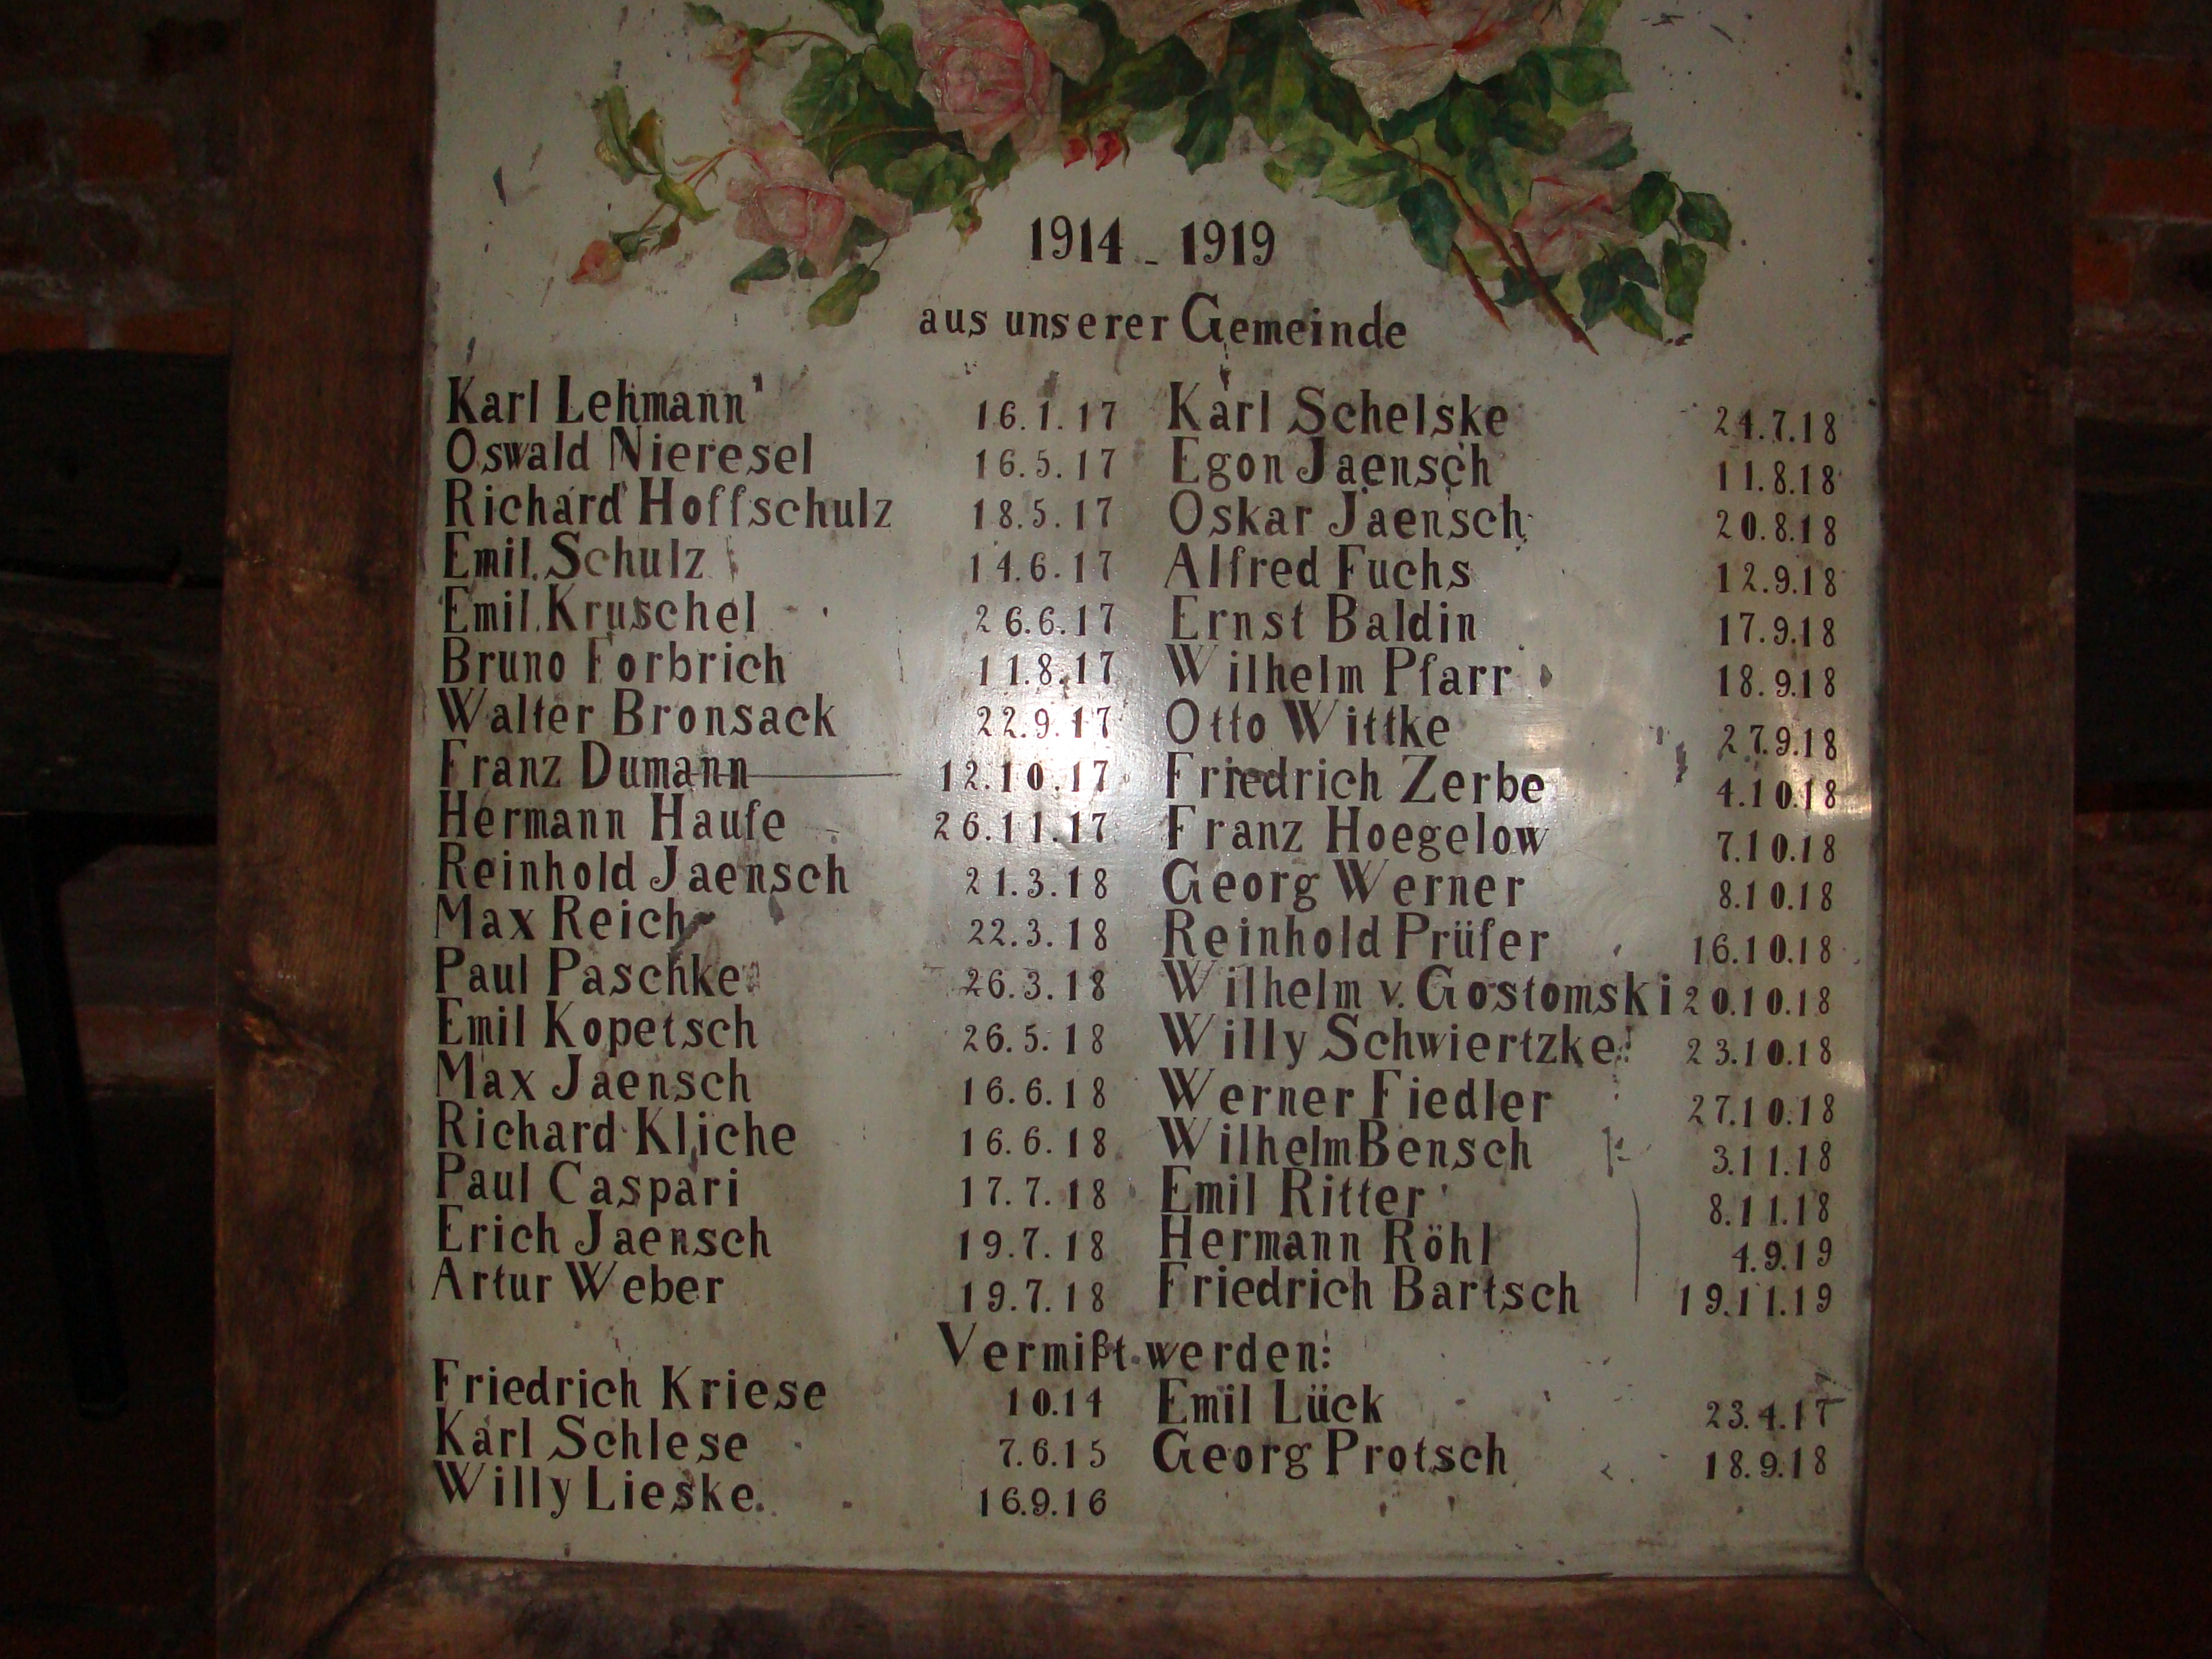 1914 - 1919
aus unserer Gemeinde
Karl Lehmann 16.1.17
Oswald Nieresel 16.5.17
Richard Hoffschulz 18.5.17
Emil Schulz 14.6.17
Emil Kruschel 26.6.17
Bruno Forbrich 11.8.17
Walter Bronsack 22.9.17
Franz Dumann 12.10.17
Hermann Haufe 26.11.17
Reinhold Jaensch 21.3.18
Max Reich 22.3.18
Paul Paschke 26.3.18
Emil Kopetsch 26.5.18
Max Jaensch 16.6.18
Richard Kliche 16.6.18
Paul Caspari 17.7.18
Erich Jaensch 19.7.18
Artur Weber 19.7.18
Karl Schelske 24.7.18
Egon Jaensch 11.8.18
Oskar Jaensch 20.8.18
Alfred Fuchs 12.9.18
Ernst Baldin 17.9.18
Wilhelm Pfarr 18.9.18
Otto Wittke 27.9.18
Friedrich Zerbe 4.10.18
Franz Hoegelow 7.10.18
Georg Werner 8.10.18
Reinhold Prüfer 16.10.18
Wilhelm v. Gostomski 20.10.18
Willy Schwiertzke 23.10.18
Werner Fiedler 27.10.18
Wilhelm Bensch 3.11.18
Emil Ritter 8.11.18
Hermann Röhl 4.9.19
Friedrich Bartsch 19.11.19
Vermißt werden:
Friedrich Kriese 10.14
Karl Schlese 7.6.15
Willy Lieske 16.9.16
Emil Lück 23.4.17
Georg Protsch 18.9.18